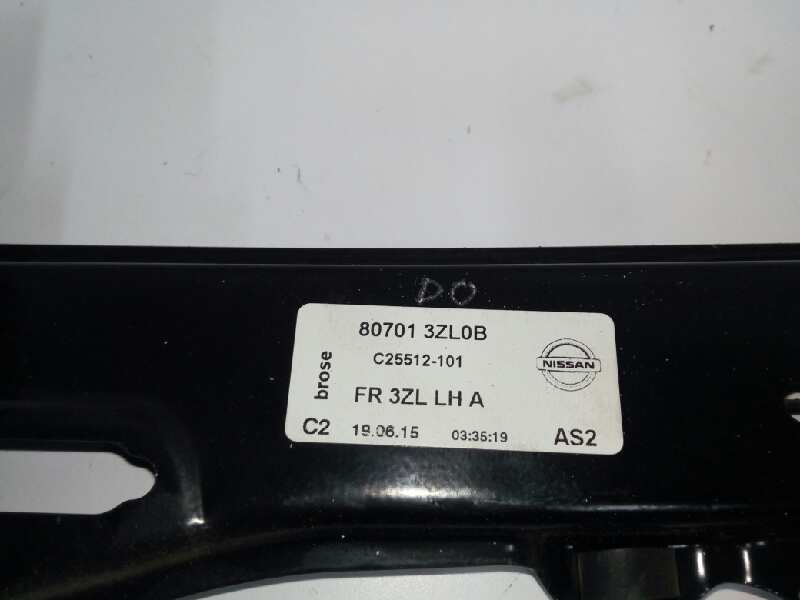 DO
80701 3ZL0B
C25512-101
NISSAN
brose
FR 3ZL LH A
C2 19.06.15 03:35:19 AS2